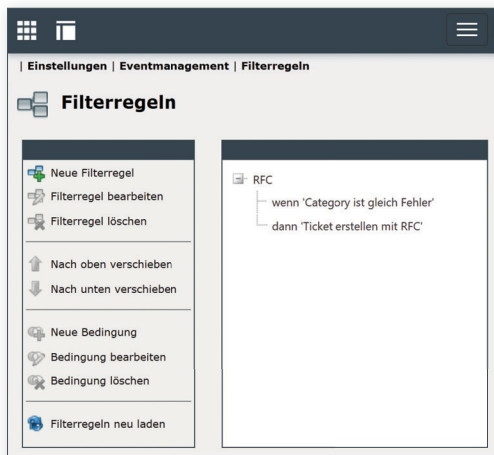 | Einstellungen | Eventmanagement | Filterregeln
Filterregeln
Neue Filterregel
Filterregel bearbeiten
Filterregel löschen
Nach oben verschieben
Nach unten verschieben
Neue Bedingung
Bedingung bearbeiten
Bedingung löschen
Filterregeln neu laden
RFC
wenn 'Category ist gleich Fehler'
dann 'Ticket erstellen mit RFC'